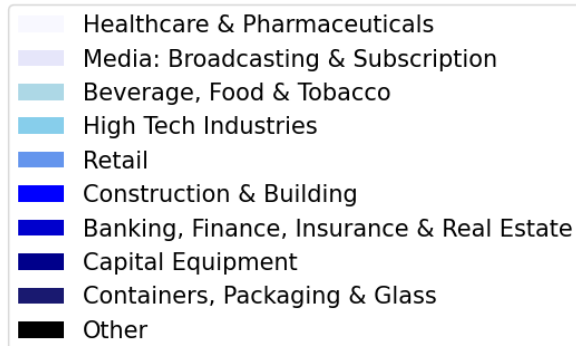 Healthcare & Pharmaceuticals
Media: Broadcasting & Subscription
Beverage, Food & Tobacco
High Tech Industries
Retail
Construction & Building
Banking, Finance, Insurance & Real Estate
Capital Equipment
Containers, Packaging & Glass
Other